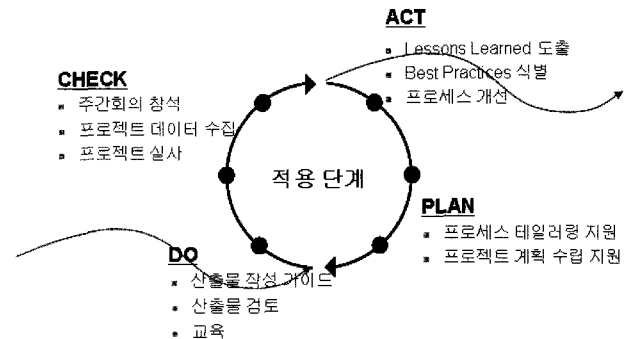 ACT
▪ Lessons Learned 도출
▪ Best Practices 식별
▪ 프로세스 개선
CHECK
▪ 주간회의 참석
▪ 프로젝트 데이터 수집
▪ 프로젝트 실사
적용 단계
PLAN
▪ 프로세스 테일러링 지원
▪ 프로젝트 계획 수립 지원
DO
▪ 산출물 작성 가이드
▪ 산출물 검토
▪ 교육